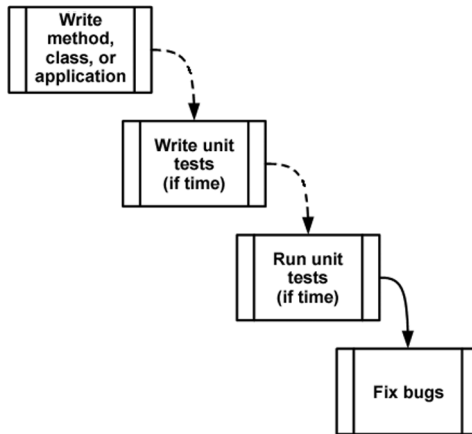 Write
method,
class, or
application
Write unit
tests
(if time)
Run unit
tests
(if time)
Fix bugs